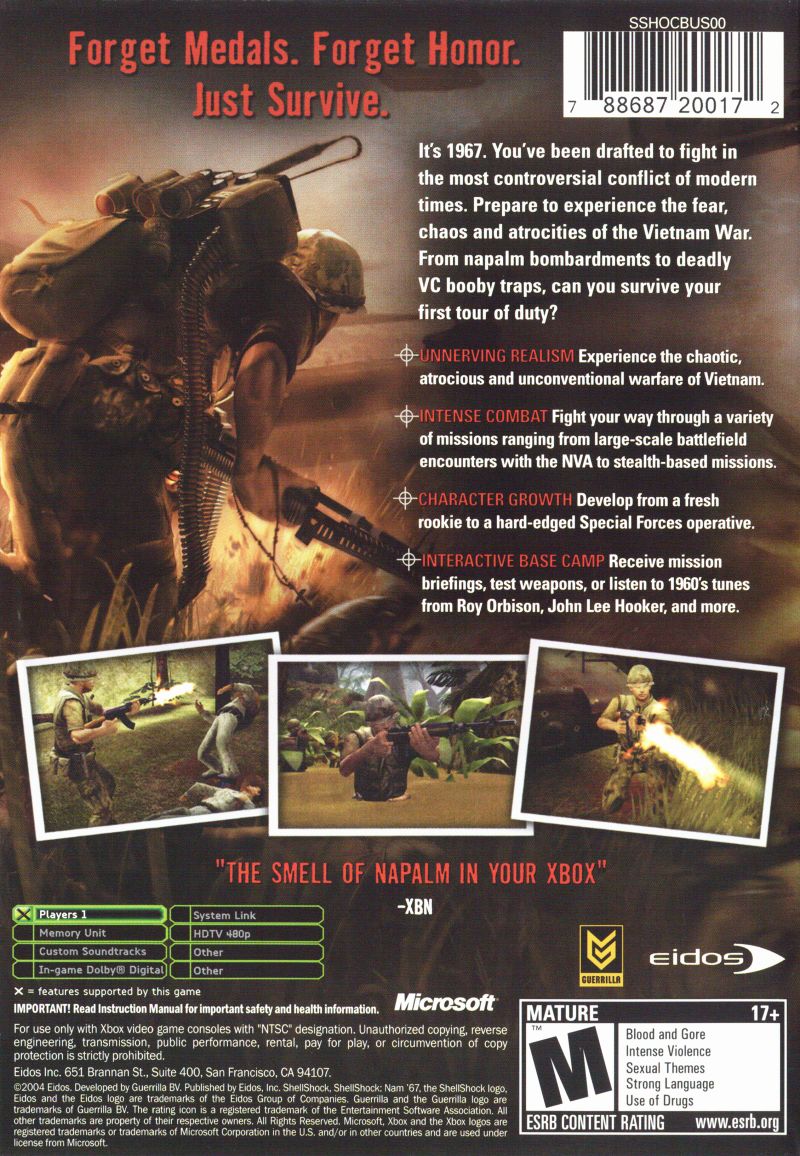 Forget Medals. Forget Honor.
Just Survive.
SSHOCBUS00
7 88687 20017 2
It's 1967. You've been drafted to fight in
the most controversial conflict of modern
times. Prepare to experience the fear,
chaos and atrocities of the Vietnam War.
From napalm bombardments to deadly
VC booby traps, can you survive your
first tour of duty?
UNNERVING REALISM Experience the chaotic,
atrocious and unconventional warfare of Vietnam.
INTENSE COMBAT Fight your way through a variety
of missions ranging from large-scale battlefield
encounters with the NVA to stealth-based missions.
CHARACTER GROWTH Develop from a fresh
rookie to a hard-edged Special Forces operative.
INTERACTIVE BASE CAMP Receive mission
briefings, test weapons, or listen to 1960's tunes
from Roy Orbison, John Lee Hooker, and more.
"THE SMELL OF NAPALM IN YOUR XBOX"
-XBN
X Players 1
Memory Unit
Custom Soundtracks
In-game Dolby® Digital
System Link
HDTV 480p
Other
Other
X = features supported by this game
GUERRILLA
eidos
IMPORTANT! Read Instruction Manual for important safety and health information.
Microsoft
For use only with Xbox video game consoles with "NTSC" designation. Unauthorized copying, reverse
engineering, transmission, public performance, rental, pay for play, or circumvention of copy
protection is strictly prohibited.
Eidos Inc. 651 Brannan St., Suite 400, San Francisco, CA 94107.
©2004 Eidos. Developed by Guerrilla BV. Published by Eidos, Inc. ShellShock, ShellShock: Nam '67, the ShellShock logo,
Eidos and the Eidos logo are trademarks of the Eidos Group of Companies. Guerrilla and the Guerrilla logo are
trademarks of Guerrilla BV. The rating icon is a registered trademark of the Entertainment Software Association. All
other trademarks are property of their respective owners. All Rights Reserved. Microsoft, Xbox and the Xbox logos are
registered trademarks or trademarks of Microsoft Corporation in the U.S. and/or in other countries and are used under
license from Microsoft.
MATURE 17+
TM
M
Blood and Gore
Intense Violence
Sexual Themes
Strong Language
Use of Drugs
ESRB CONTENT RATING www.esrb.org